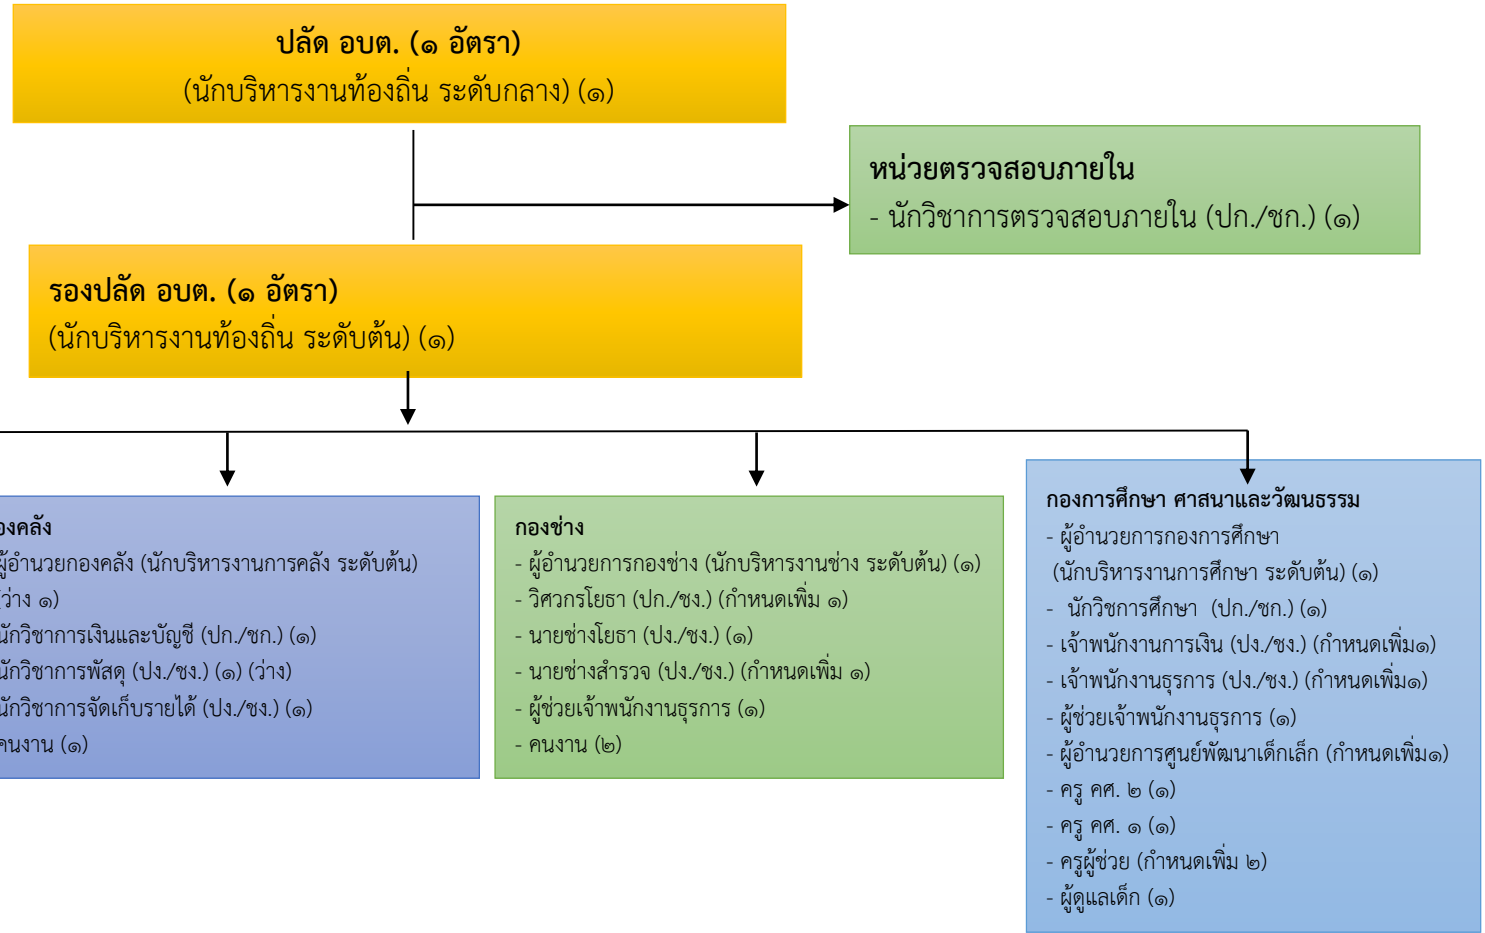 ปลัด อบต. (๑ อัตรา)
(นักบริหารงานท้องถิ่น ระดับกลาง) (๑)
หน่วยตรวจสอบภายใน
- นักวิชาการตรวจสอบภายใน (ปก./ชก.) (๑)
รองปลัด อบต. (๑ อัตรา)
(นักบริหารงานท้องถิ่น ระดับต้น) (๑)
องคลัง
ผู้อำนวยกองคลัง (นักบริหารงานการคลัง ระดับต้น)
ว่าง ๑)
นักวิชาการเงินและบัญชี (ปก./ชก.) (๑)
นักวิชาการพัสดุ (ปง./ชง.) (๑) (ว่าง)
นักวิชาการจัดเก็บรายได้ (ปง./ชง.) (๑)
คนงาน (๑)
กองช่าง
- ผู้อำนวยการกองช่าง (นักบริหารงานช่าง ระดับต้น) (๑)
- วิศวกรโยธา (ปก./ชง.) (กำหนดเพิ่ม ๑)
- นายช่างโยธา (ปง./ชง.) (๑)
- นายช่างสำรวจ (ปง./ชง.) (กำหนดเพิ่ม ๑)
- ผู้ช่วยเจ้าพนักงานธุรการ (๑)
- คนงาน (๒)
กองการศึกษา ศาสนาและวัฒนธรรม
- ผู้อำนวยการกองการศึกษา
(นักบริหารงานการศึกษา ระดับต้น) (๑)
- นักวิชการศึกษา (ปก./ชก.) (๑)
- เจ้าพนักงานการเงิน (ปง./ชง.) (กำหนดเพิ่ม๑)
- เจ้าพนักงานธุรการ (ปง./ชง.) (กำหนดเพิ่ม๑)
- ผู้ช่วยเจ้าพนักงานธุรการ (๑)
- ผู้อำนวยการศูนย์พัฒนาเด็กเล็ก (กำหนดเพิ่ม๑)
- ครู คศ. ๒ (๑)
- ครู คศ. ๑ (๑)
- ครูผู้ช่วย (กำหนดเพิ่ม ๒)
- ผู้ดูแลเด็ก (๑)